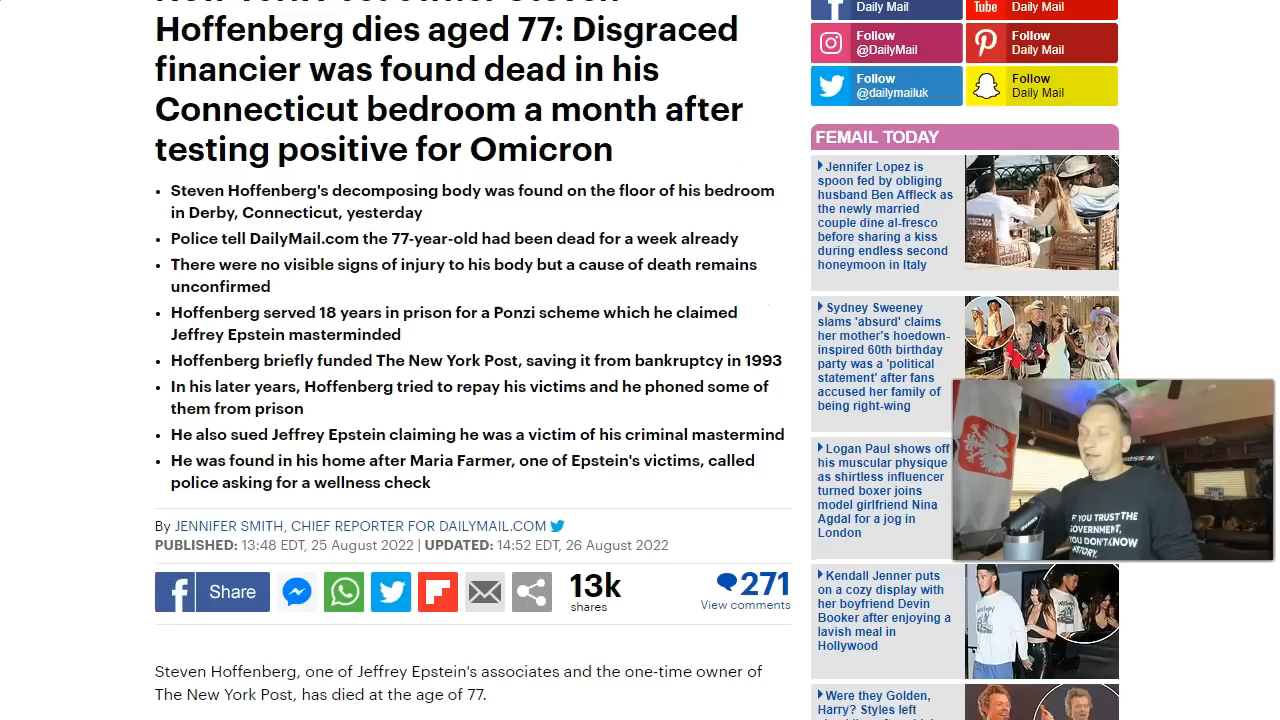 Hoffenberg dies aged 77: Disgraced
financier was found dead in his
Connecticut bedroom a month after
testing positive for Omicron
• Steven Hoffenberg's decomposing body was found on the floor of his bedroom
in Derby, Connecticut, yesterday
• Police tell DailyMail.com the 77-year-old had been dead for a week already
• There were no visible signs of injury to his body but a cause of death remains
unconfirmed
• Hoffenberg served 18 years in prison for a Ponzi scheme which he claimed
Jeffrey Epstein masterminded
• Hoffenberg briefly funded The New York Post, saving it from bankruptcy in 1993
• In his later years, Hoffenberg tried to repay his victims and he phoned some of
them from prison
• He also sued Jeffrey Epstein claiming he was a victim of his criminal mastermind
• He was found in his home after Maria Farmer, one of Epstein's victims, called
police asking for a wellness check
By JENNIFER SMITH, CHIEF REPORTER FOR DAILYMAIL.COM
PUBLISHED: 13:48 EDT, 25 August 2022 | UPDATED: 14:52 EDT, 26 August 2022
Share
13k
shares
271
View comments
Steven Hoffenberg, one of Jeffrey Epstein's associates and the one-time owner of
The New York Post, has died at the age of 77.
Daily Mail
Tube
Daily Mail
Follow
@DailyMail
Follow
Daily Mail
Follow
@dailymailuk
Follow
Daily Mail
FEMAIL TODAY
Jennifer Lopez is
spoon fed by obliging
husband Ben Affleck as
the newly married
couple dine al-fresco
before sharing a kiss
during endless second
honeymoon in Italy
Sydney Sweeney
slams 'absurd' claims
her mother's hoedown-
inspired 60th birthday
party was a 'political
statement' after fans
accused her family of
being right-wing
Logan Paul shows off
his muscular physique
as shirtless influencer
turned boxer joins
model girlfriend Nina
Agdal for a jog in
London
Kendall Jenner puts
on a cozy display with
her boyfriend Devin
Booker after enjoying a
lavish meal in
Hollywood
Were they Golden,
Harry? Styles left
IF YOU TRUST THE
GOVERNMENT,
YOU DON'T KNOW
HISTORY.